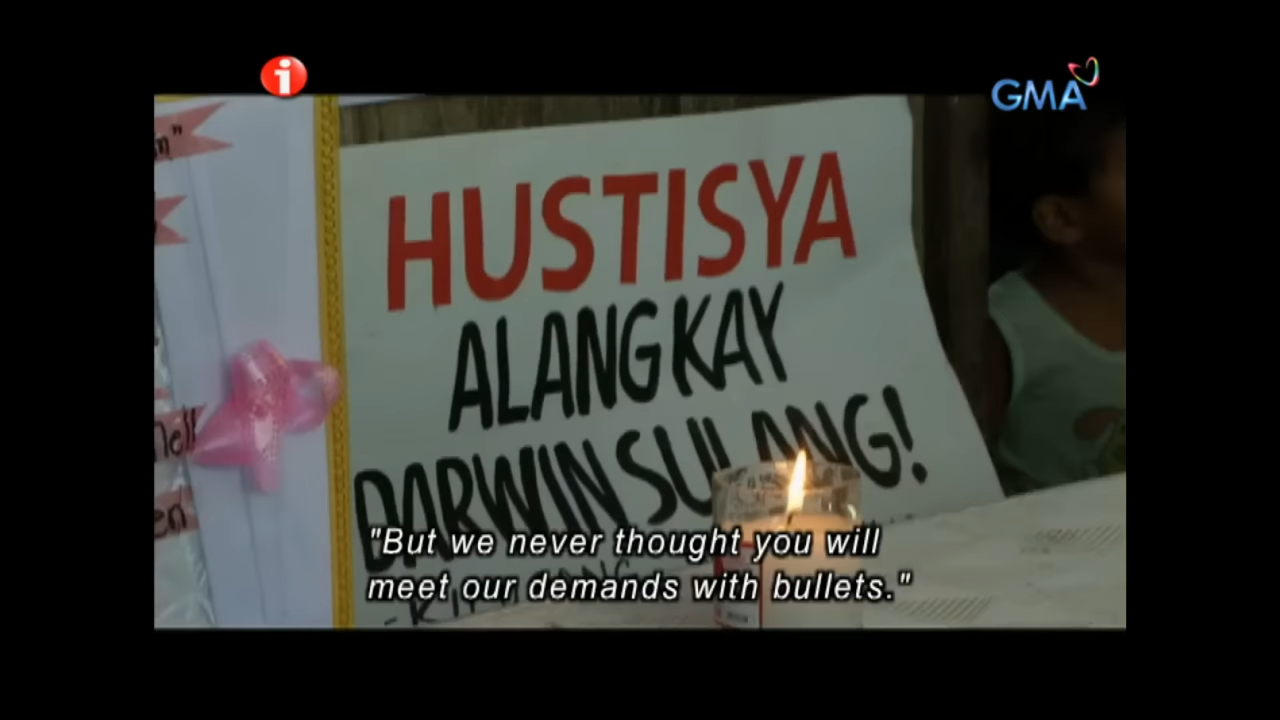 i
GMA
HUSTISYA
ALANG KAY
DARWIN SULANG!
"But we never thought you will
meet our demands with bullets."